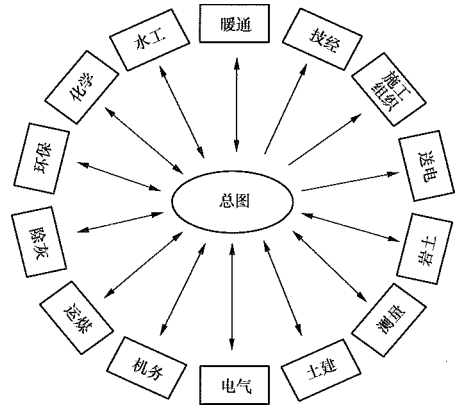 暖通
技经
施工
组织
送电
岩土
测量
土建
电气
机务
运煤
除灰
环保
化学
水工
总图